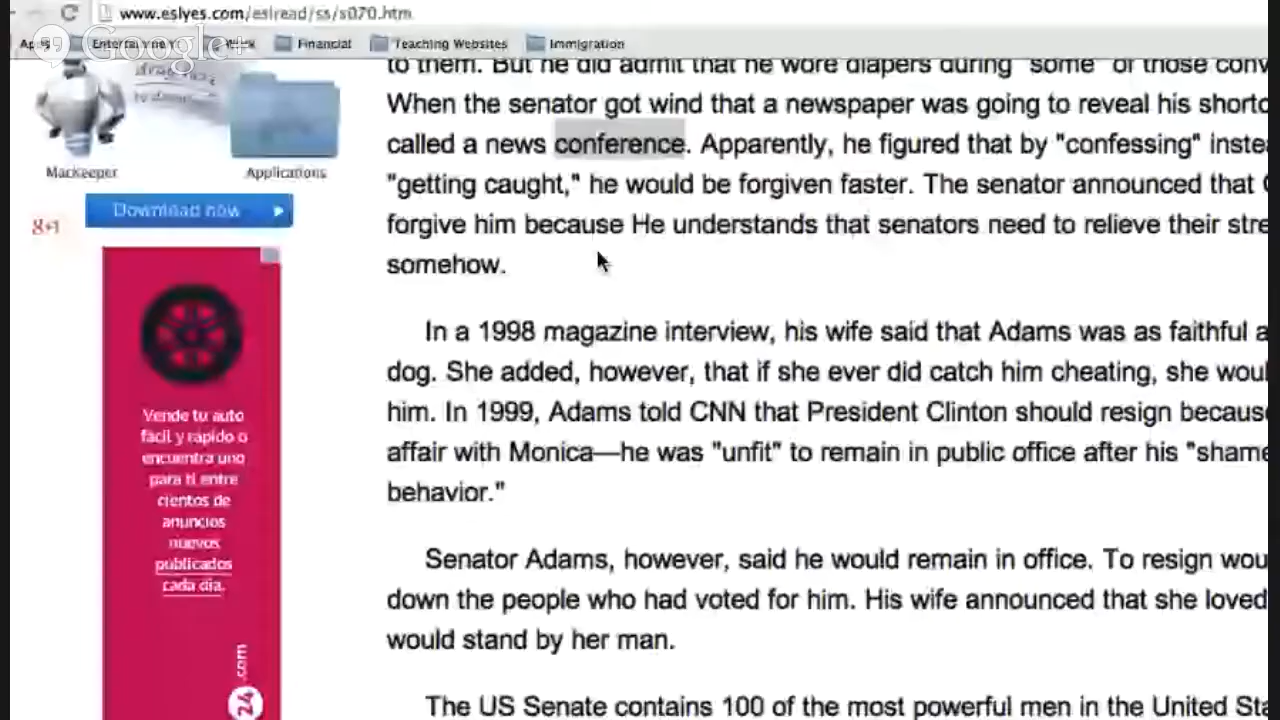 www.eslyes.com/eslread/ss/s070.htm
Google+
Apps
Entertainment
Financial
Teaching Websites
Immigration
to them. But he did admit that he wore diapers during "some" of those
When the senator got wind that a newspaper was going to reveal his
called a news conference. Apparently, he figured that by "confessing"
"getting caught," he would be forgiven faster. The senator announced that
forgive him because He understands that senators need to relieve their
somehow.
In a 1998 magazine interview, his wife said that Adams was as faithful
dog. She added, however, that if she ever did catch him cheating, she
him. In 1999, Adams told CNN that President Clinton should resign
affair with Monica—he was "unfit" to remain in public office after his
behavior."
Senator Adams, however, said he would remain in office. To resign
down the people who had voted for him. His wife announced that she loved
would stand by her man.
The US Senate contains 100 of the most powerful men in the United
Mackeeper
Applications
Download now
g+1
Vende tu auto
fácil y rápido o
encuentra uno
para ti entre
cientos de
anuncios
nuevos
publicados
cada día.
24.com